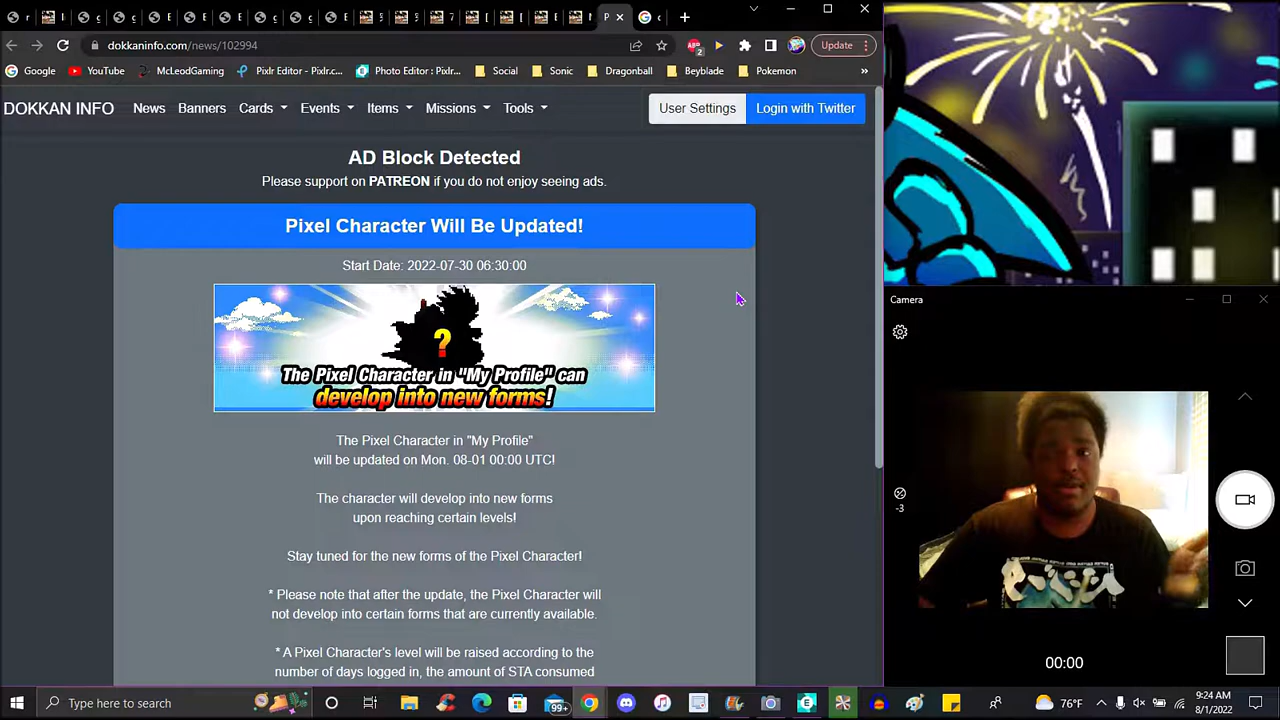 dokkaninfo.com/news/102994
Update
Google
YouTube
McLeodGaming
Pixlr Editor - Pixlr.c...
Photo Editor : Pixlr...
Social
Sonic
Dragonball
Beyblade
Pokemon
»
DOKKAN INFO
News
Banners
Cards
Events
Items
Missions
Tools
User Settings
Login with Twitter
AD Block Detected
Please support on PATREON if you do not enjoy seeing ads.
Pixel Character Will Be Updated!
Start Date: 2022-07-30 06:30:00
?
The Pixel Character in "My Profile" can
develop into new forms!
The Pixel Character in "My Profile"
will be updated on Mon. 08-01 00:00 UTC!
The character will develop into new forms
upon reaching certain levels!
Stay tuned for the new forms of the Pixel Character!
* Please note that after the update, the Pixel Character will
not develop into certain forms that are currently available.
* A Pixel Character's level will be raised according to the
number of days logged in, the amount of STA consumed
Camera
-3
00:00
Type here to search
99+
76°F
9:24 AM
8/1/2022